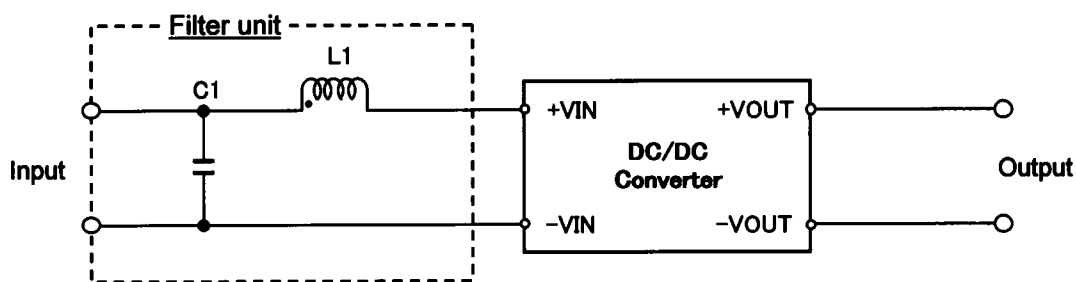 Filter unit
L1
C1
+VIN
+VOUT
DC/DC
Converter
Input
Output
-VIN
-VOUT